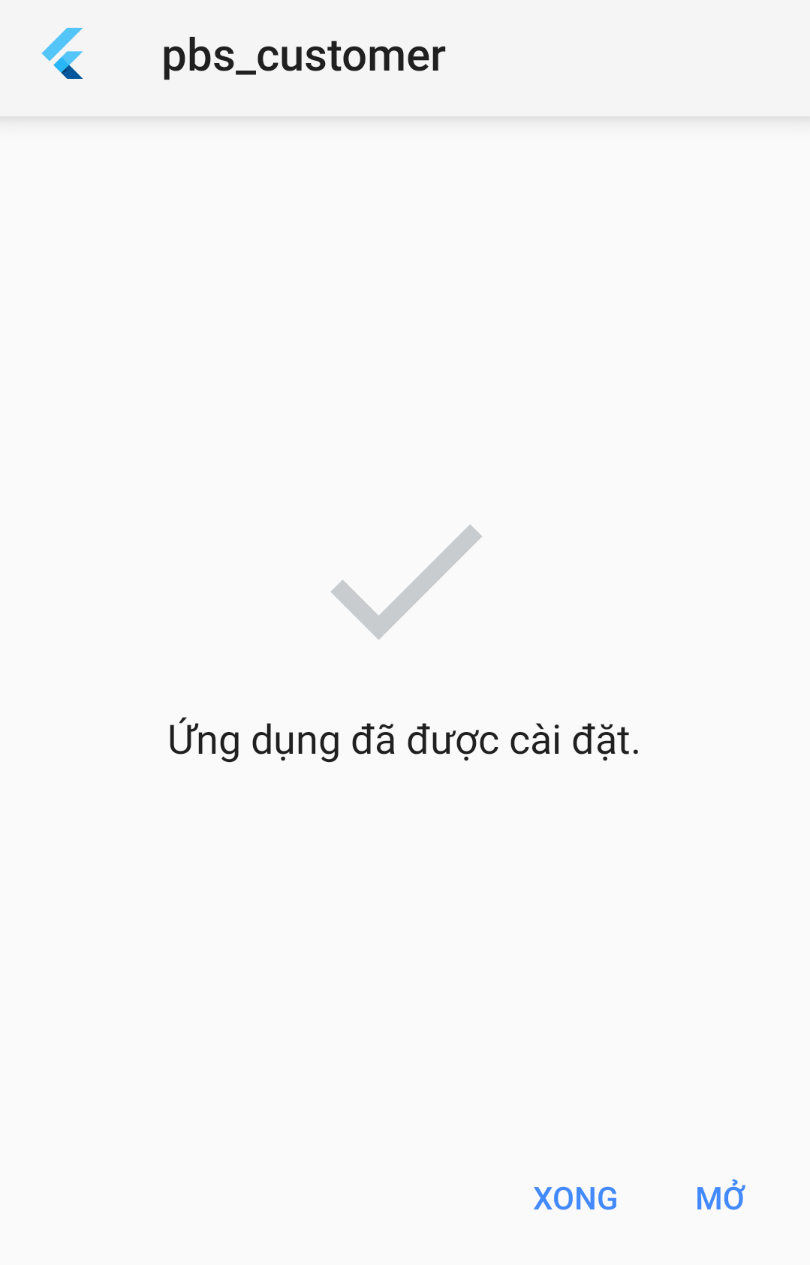 pbs_customer
Ứng dụng đã được cài đặt.
XONG MỞ